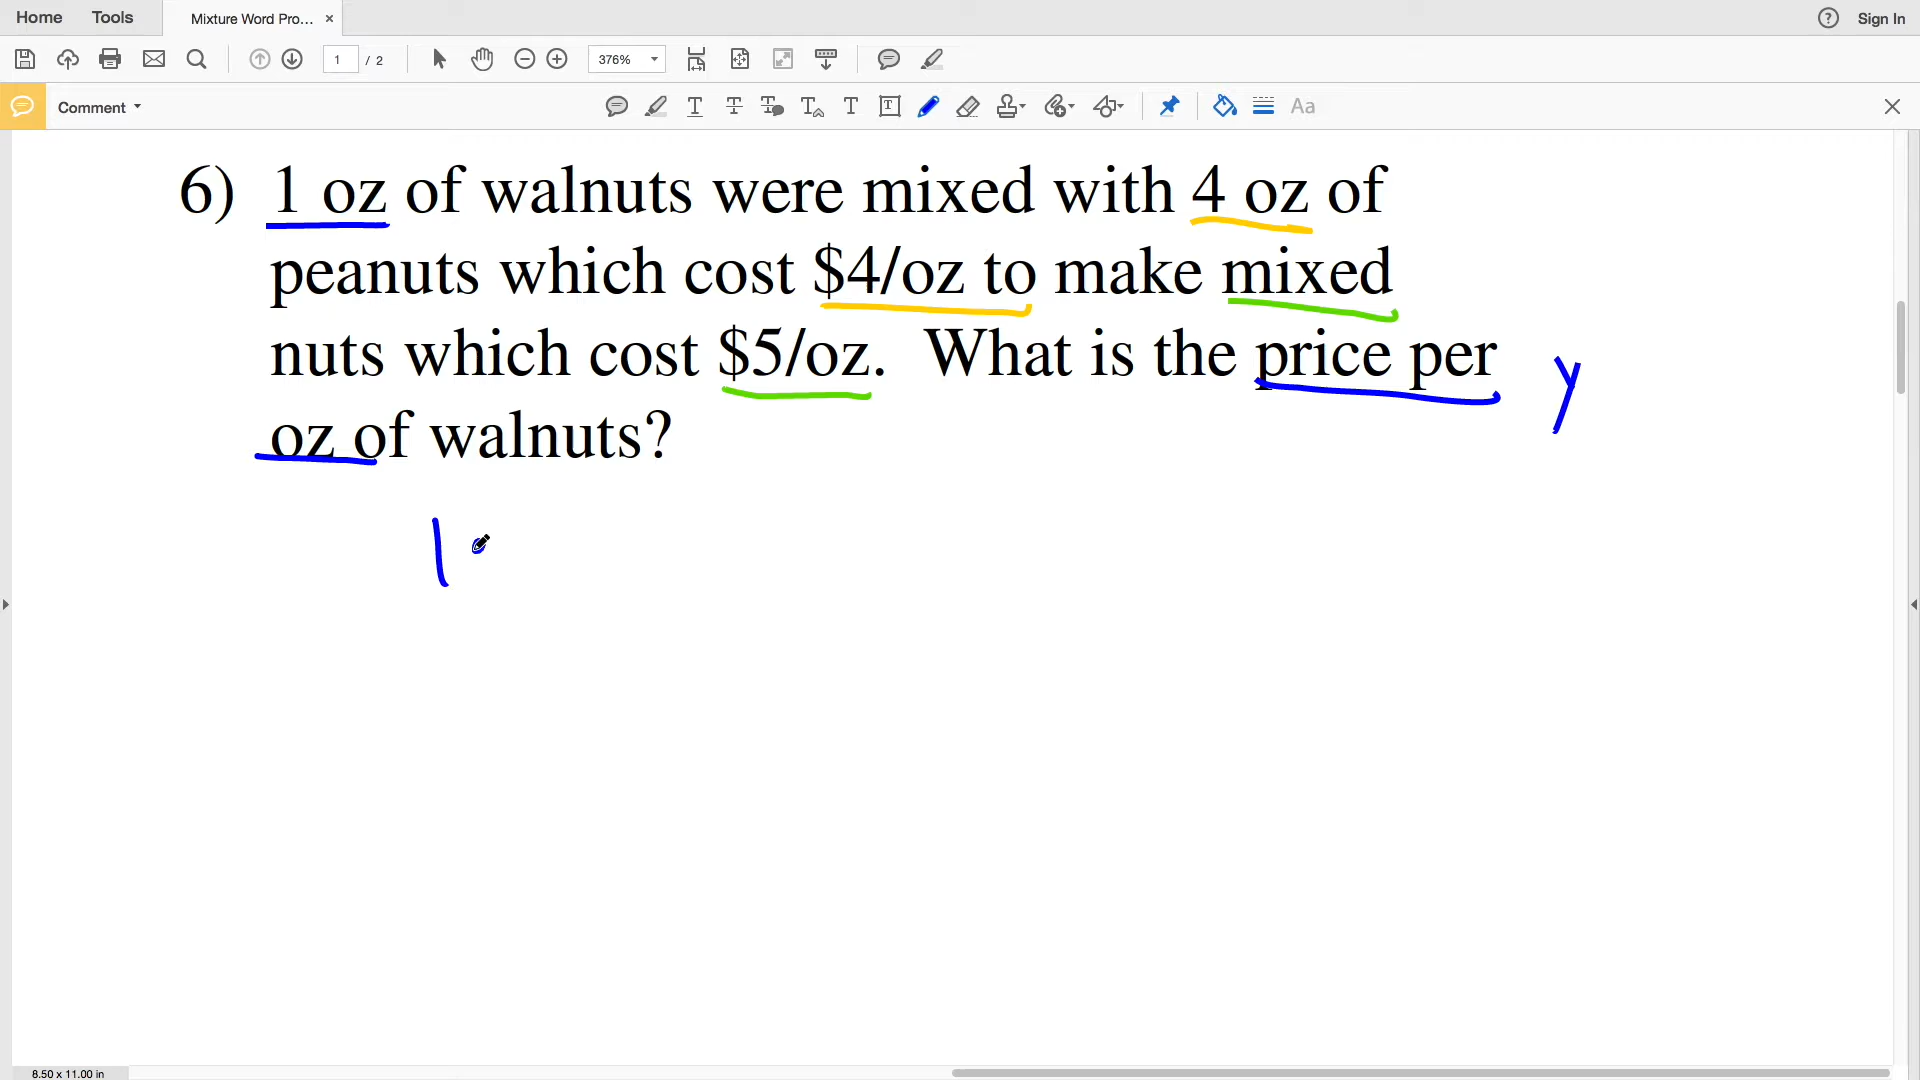 Home Tools Mixture Word Pro... × ? Sign In
1 / 2 376%
Comment Aa
6) 1 oz of walnuts were mixed with 4 oz of
peanuts which cost $4/oz to make mixed
nuts which cost $5/oz. What is the price per y
oz of walnuts?
1 .
8.50 x 11.00 in